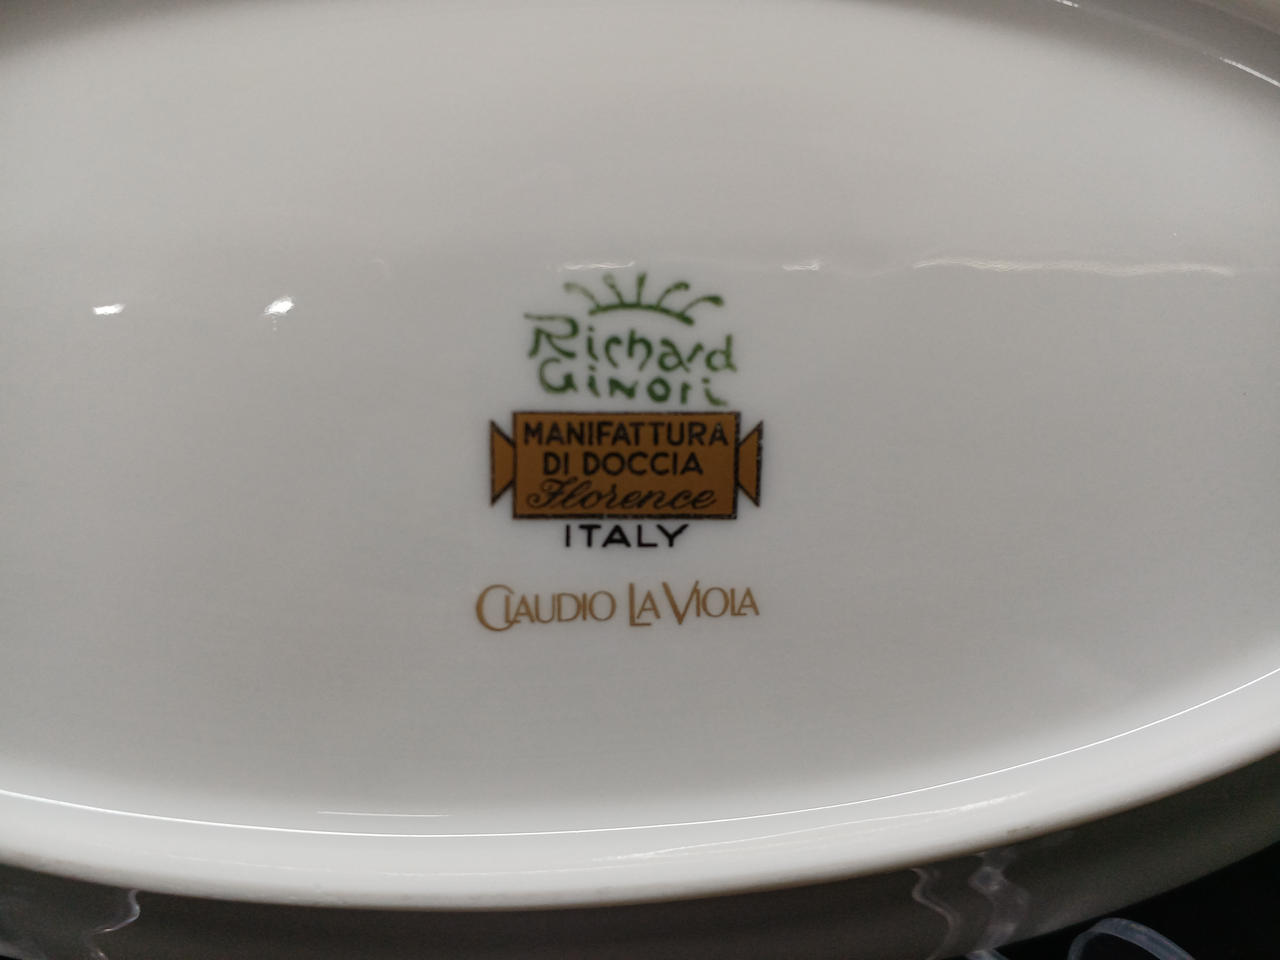 Richard
Ginori
MANIFATTURA
DI DOCCIA
Florence
ITALY
CLAUDIO LA VIOLA